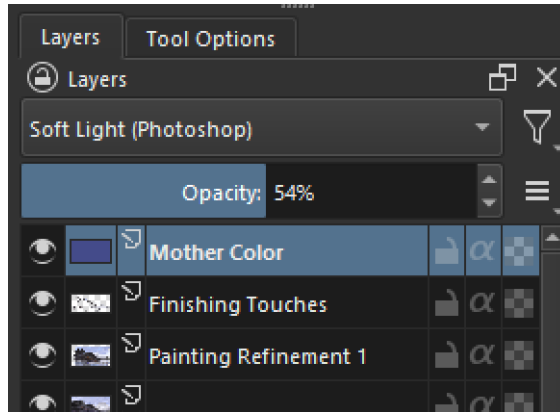 Layers Tool Options
Layers
Soft Light (Photoshop)
Opacity: 54%
Mother Color
Finishing Touches
Painting Refinement 1